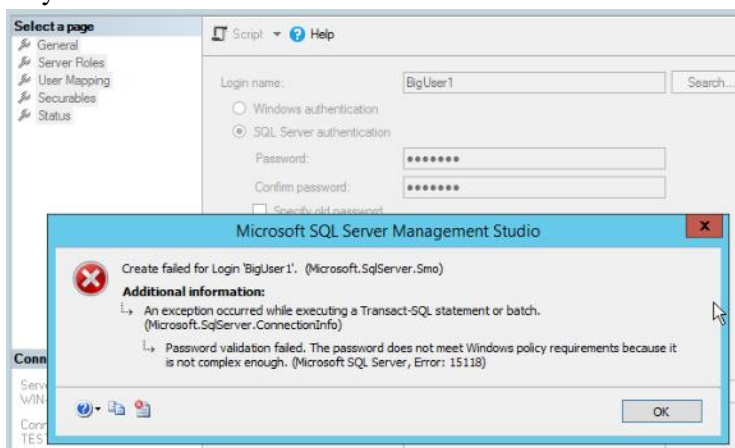 Select a page
General
Server Roles
User Mapping
Securables
Status
Script
Help
Login name:
BigUser1
Search...
Windows authentication
SQL Server authentication
Password:
●●●●●●●
Confirm password:
●●●●●●●
Specify old password
Microsoft SQL Server Management Studio
x
Create failed for Login 'BigUser1'. (Microsoft.SqlServer.Smo)
Additional information:
An exception occurred while executing a Transact-SQL statement or batch.
(Microsoft.SqlServer.ConnectionInfo)
Password validation failed. The password does not meet Windows policy requirements because it
is not complex enough. (Microsoft SQL Server, Error: 15118)
OK
Conn
Serv
WIN-
Conn
TEST